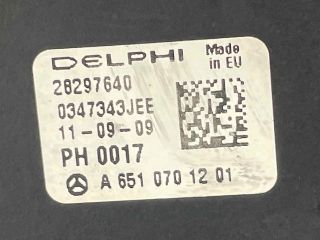 DELPHI Made
in EU
28297640
0347343JEE
11-09-09
PH 0017
A 651 070 12 01